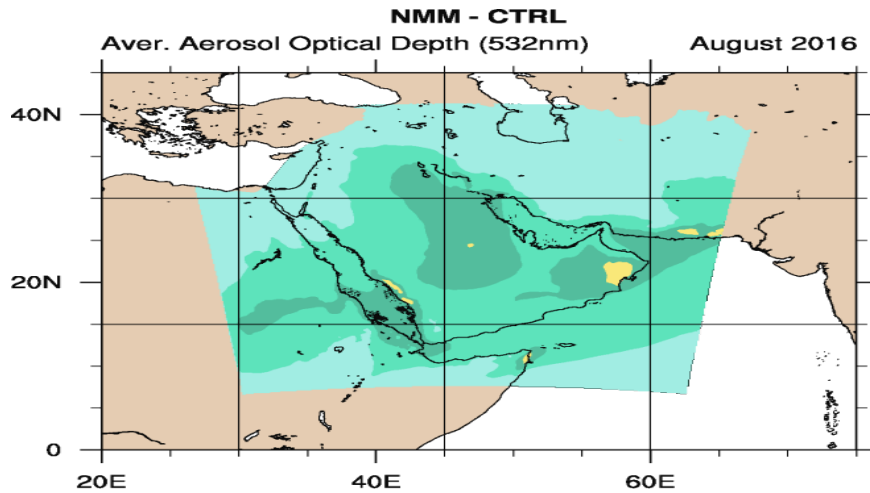 NMM - CTRL
Aver. Aerosol Optical Depth (532nm) August 2016
40N
20N
0
20E 40E 60E